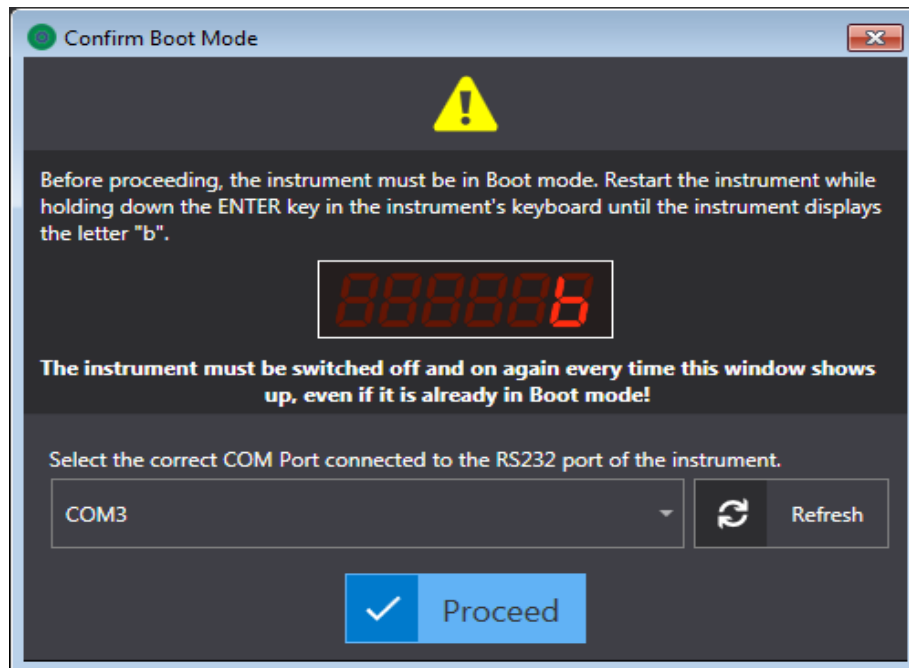 Confirm Boot Mode
Before proceeding, the instrument must be in Boot mode. Restart the instrument while
holding down the ENTER key in the instrument's keyboard until the instrument displays
the letter "b".
b
The instrument must be switched off and on again every time this window shows
up, even if it is already in Boot mode!
Select the correct COM Port connected to the RS232 port of the instrument.
COM3
Refresh
Proceed